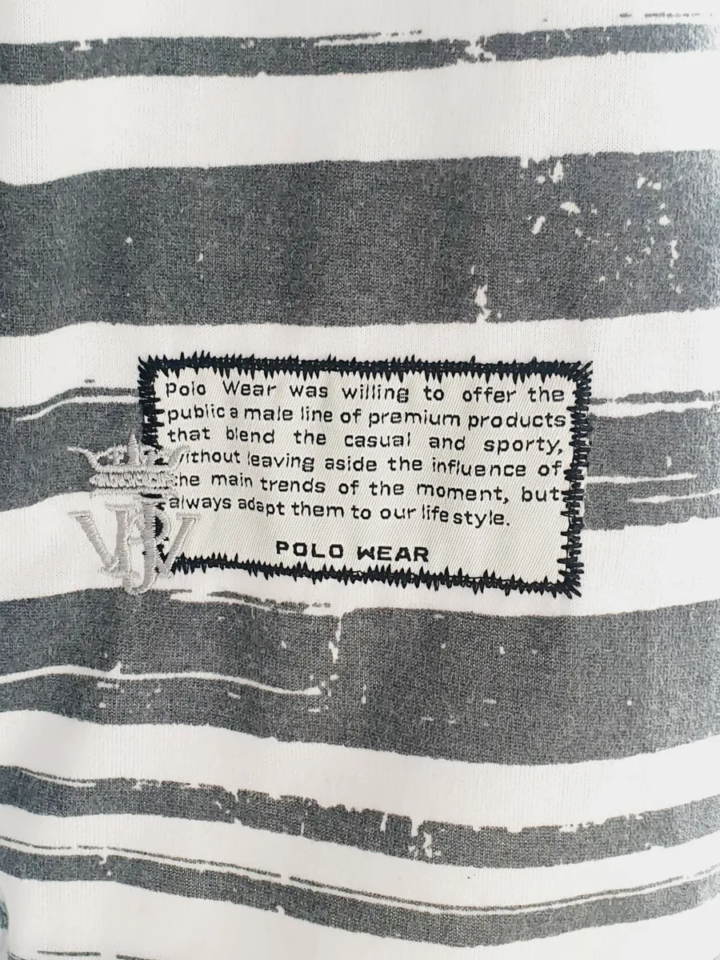 Polo Wear was willing to offer the
public a male line of premium products
that blend the casual and sporty,
without leaving aside the influence of
the main trends of the moment, but
always adapt them to our lifestyle.
POLO WEAR